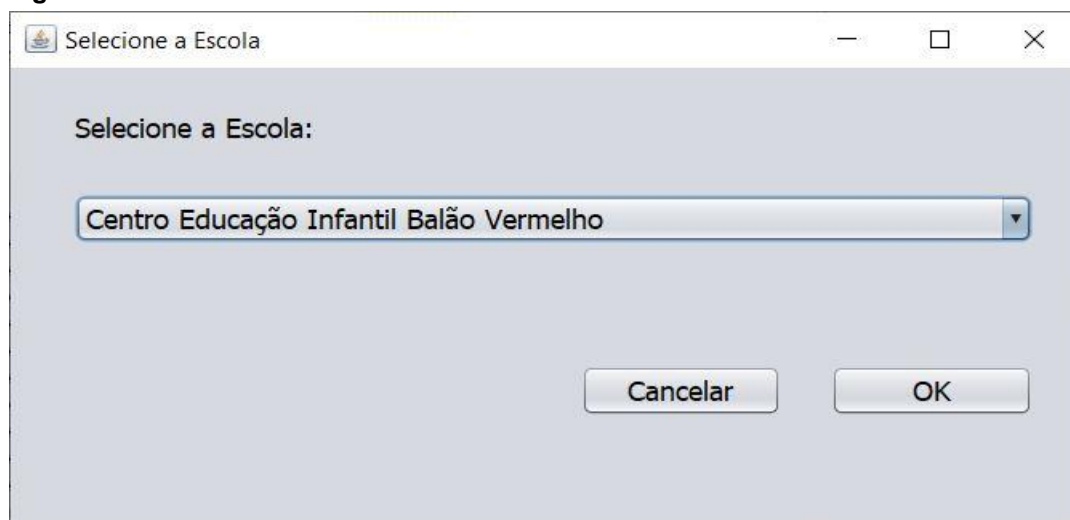 Selecione a Escola
Selecione a Escola:
Centro Educação Infantil Balão Vermelho
Cancelar OK